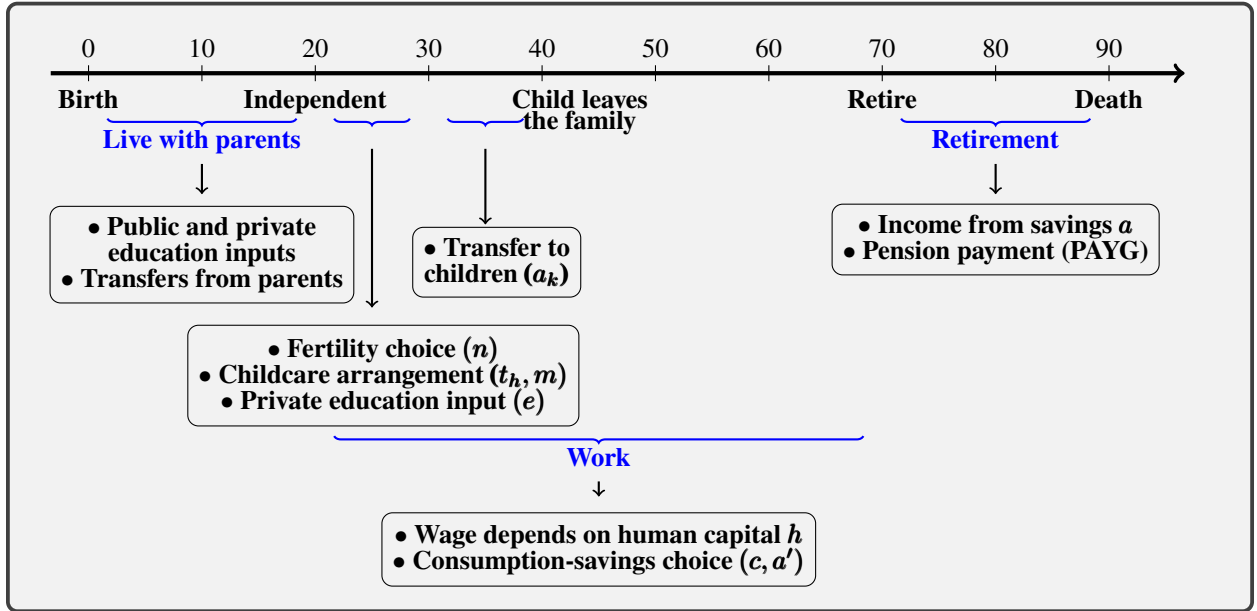 0 10 20 30 40 50 60 70 80 90
Birth Independent Child leaves the family Retire Death
Live with parents
Retirement
• Public and private
education inputs
• Transfers from parents
• Transfer to
children (aₖ)
• Income from savings a
• Pension payment (PAYG)
• Fertility choice (n)
• Childcare arrangement (tₕ, m)
• Private education input (e)
Work
• Wage depends on human capital h
• Consumption-savings choice (c, a′)